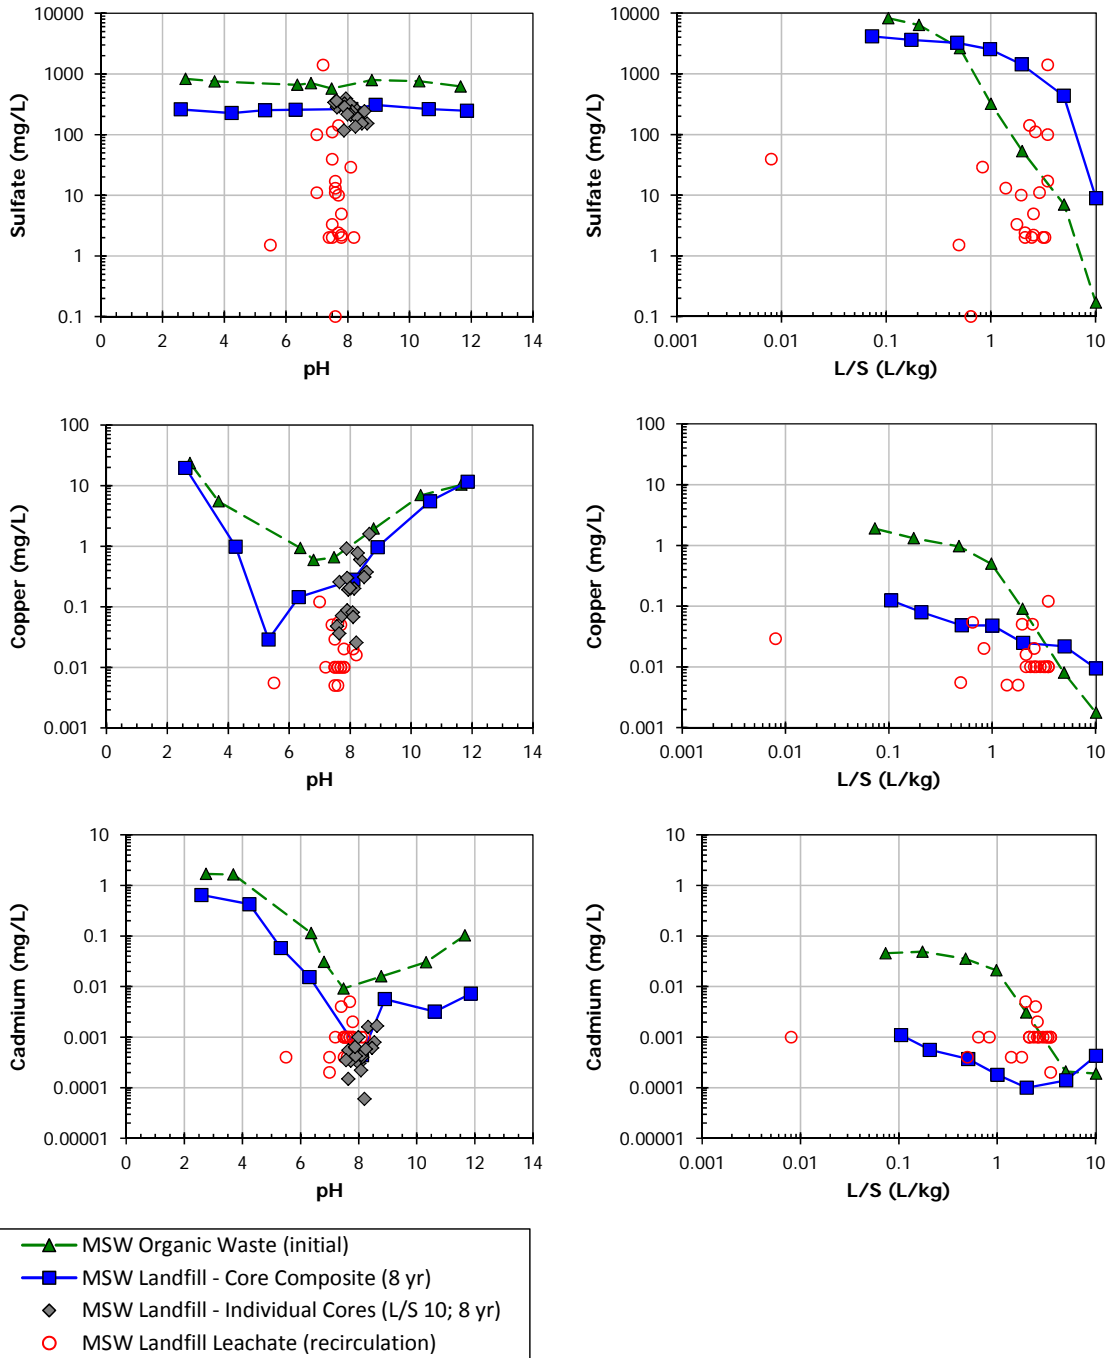 10000
1000
100
10
1
0.1
Sulfate (mg/L)
0 2 4 6 8 10 12 14
pH
10000
1000
100
10
1
0.1
Sulfate (mg/L)
0.001 0.01 0.1 1 10
L/S (L/kg)
100
10
1
0.1
0.01
0.001
Copper (mg/L)
0 2 4 6 8 10 12 14
pH
100
10
1
0.1
0.01
0.001
Copper (mg/L)
0.001 0.01 0.1 1 10
L/S (L/kg)
10
1
0.1
0.01
0.001
0.0001
0.00001
Cadmium (mg/L)
0 2 4 6 8 10 12 14
pH
10
1
0.1
0.01
0.001
0.0001
0.00001
Cadmium (mg/L)
0.001 0.01 0.1 1 10
L/S (L/kg)
MSW Organic Waste (initial)
MSW Landfill - Core Composite (8 yr)
MSW Landfill - Individual Cores (L/S 10; 8 yr)
MSW Landfill Leachate (recirculation)